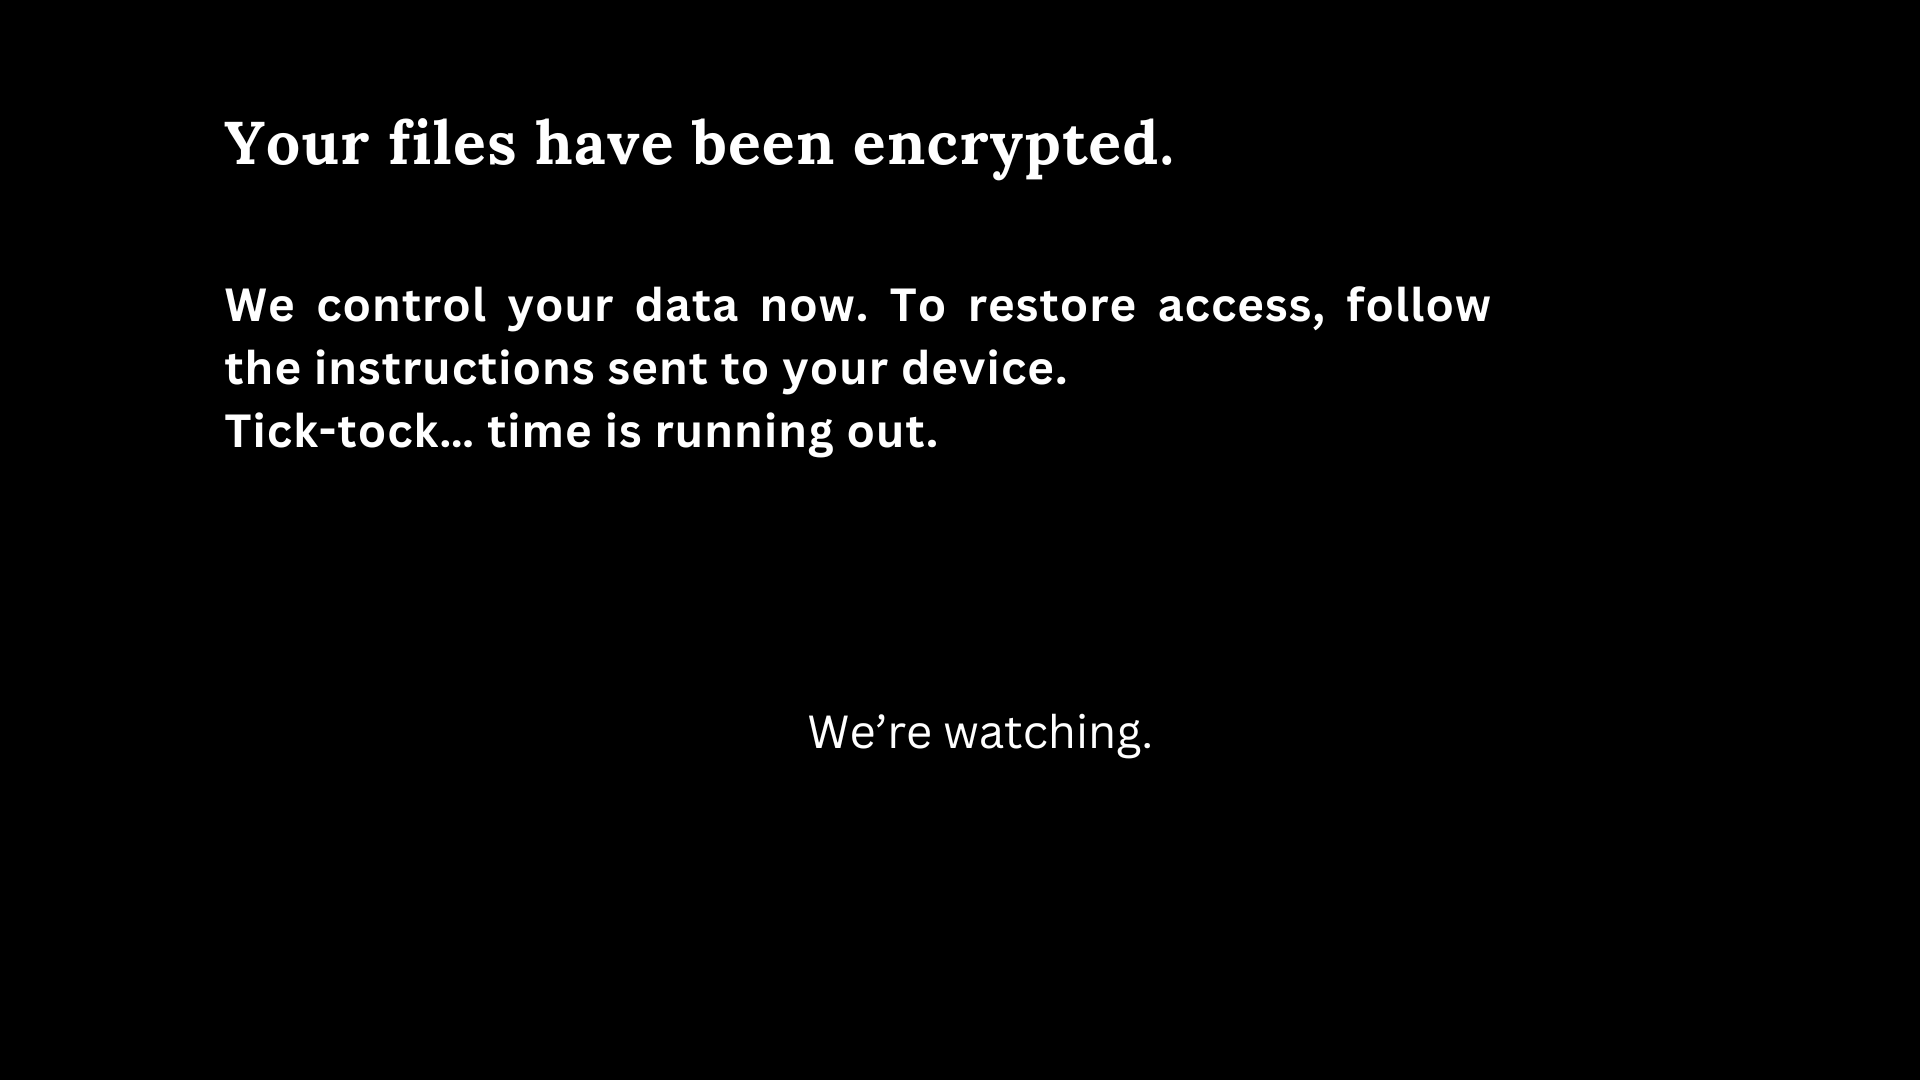 Your files have been encrypted.
We control your data now. To restore access, follow
the instructions sent to your device.
Tick-tock... time is running out.
We’re watching.